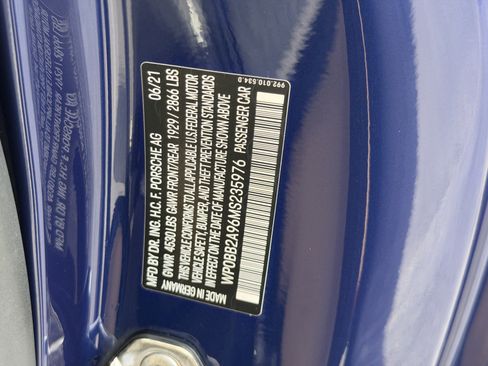 992.010.534.0
MFD BY DR. ING. H.C. F. PORSCHE AG 06/21
GVWR 4630 LBS GAWR FRONT/REAR 1929 / 2866 LBS
THIS VEHICLE CONFORMS TO ALL APPLICABLE U.S. FEDERAL MOTOR
VEHICLE SAFETY, BUMPER, AND THEFT PREVENTION STANDARDS
IN EFFECT ON THE DATE OF MANUFACTURE SHOWN ABOVE.
WP0BB2A96MS235976 PASSENGER CAR
MADE IN GERMANY